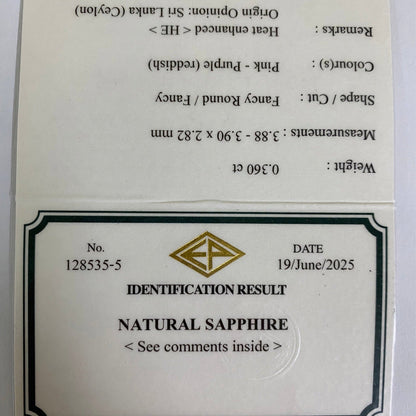 Weight : 0.360 ct
Measurements : 3.88 - 3.90 x 2.82 mm
Shape / Cut : Fancy Round / Fancy
Colour(s): Pink - Purple (reddish)
Remarks : Heat enhanced < HE >
Origin Opinion: Sri Lanka (Ceylon)
No.
128535-5
EP
DATE
19/June/2025
IDENTIFICATION RESULT
NATURAL SAPPHIRE
< See comments inside >